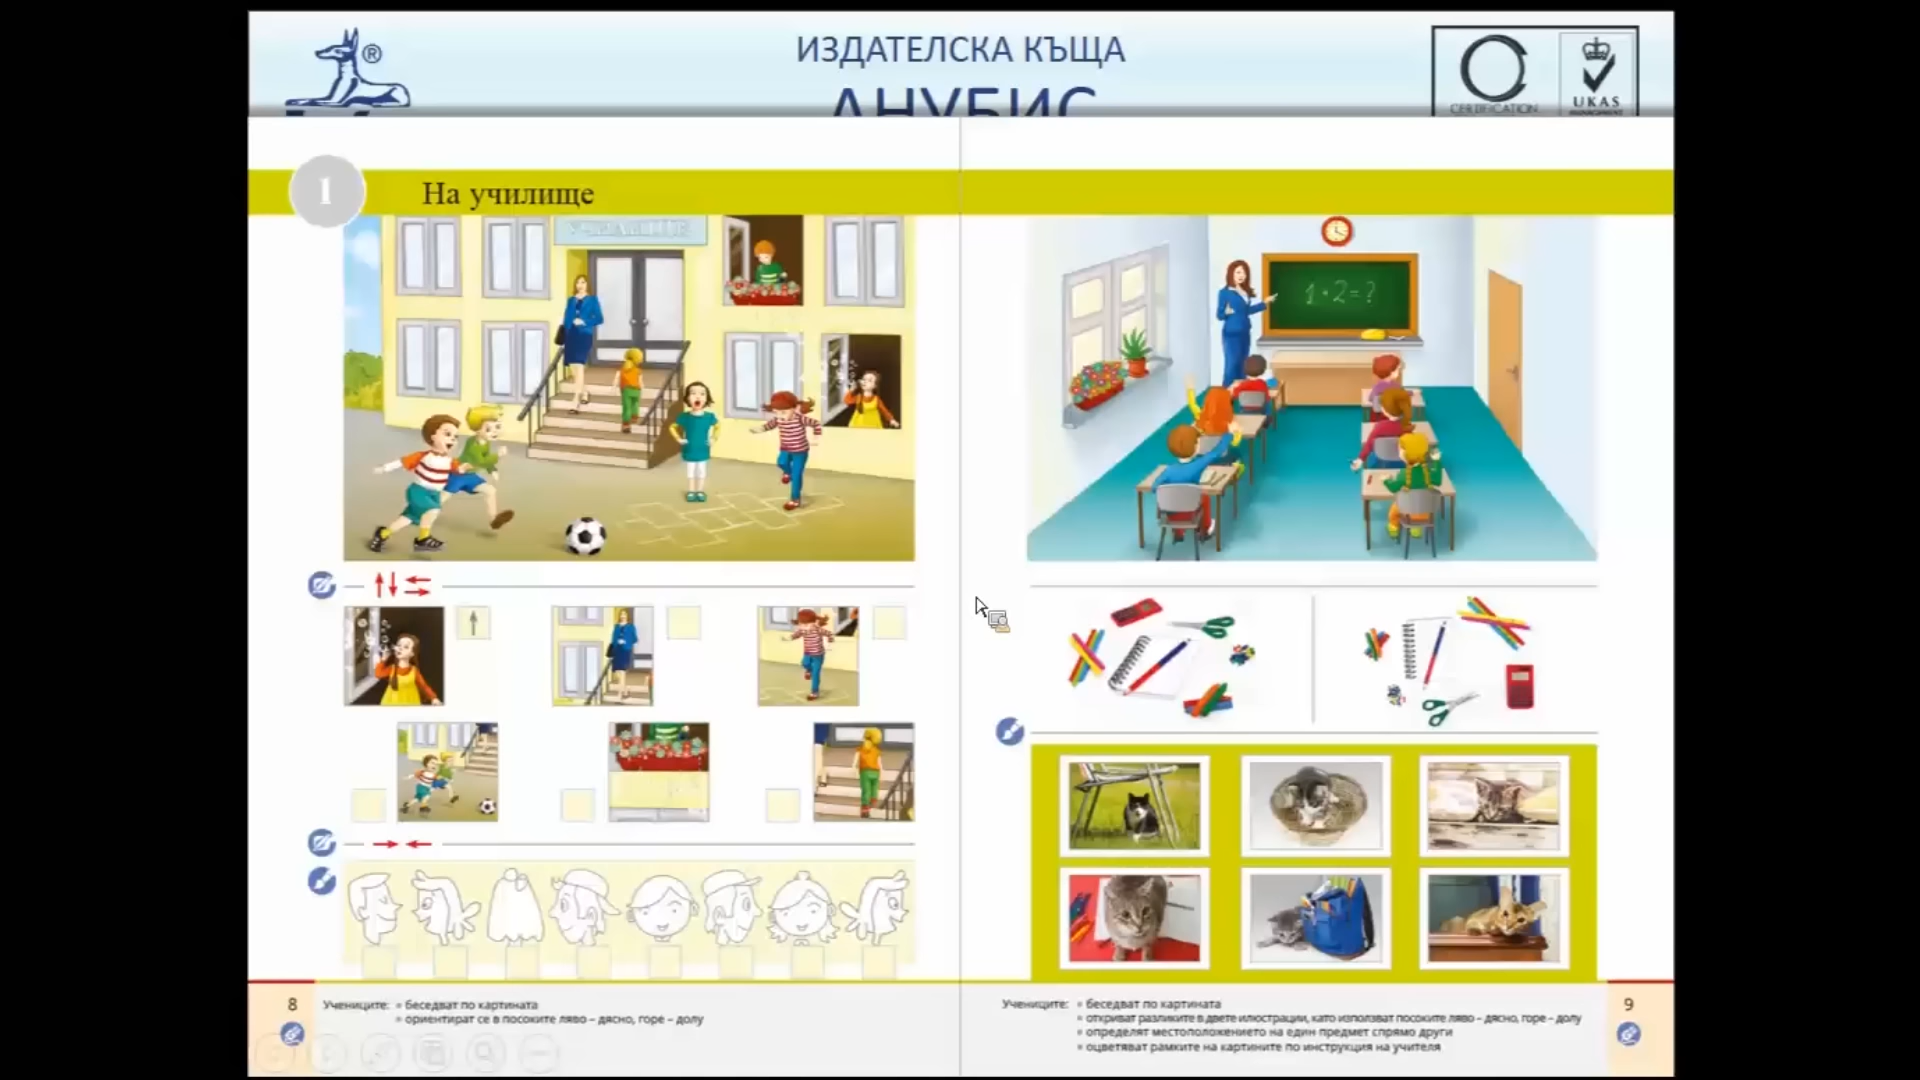 ®
ИЗДАТЕЛСКА КЪЩА
АНУБИС
CERTIFICATION
UKAS
MANAGEMENT
1
На училище
УЧИЛИЩЕ
1 + 2 = ?
8
Учениците: • беседват по картината
• ориентират се в посоките ляво – дясно, горе – долу
Учениците: • беседват по картината
• откриват разликите в двете илюстрации, като използват посоките ляво – дясно, горе – долу
• определят местоположението на един предмет спрямо други
• оцветяват рамките на картините по инструкция на учителя
9